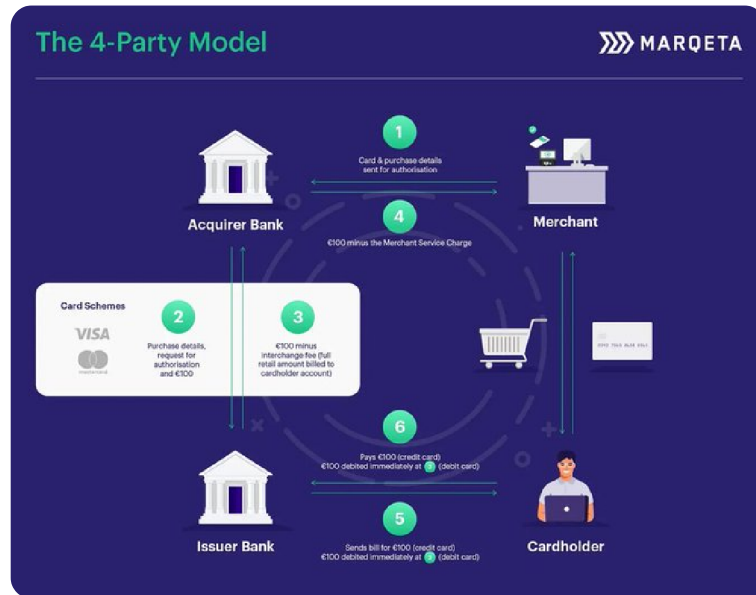 The 4-Party Model
MARQETA
1
Card & purchase details
sent for authorisation
Acquirer Bank
4
€100 minus the Merchant Service Charge
Merchant
Card Schemes
VISA
mastercard
2
Purchase details,
request for
authorisation
and €100
3
€100 minus
interchange fee (full
retail amount billed to
cardholder account)
6
Pays €100 (credit card)
€100 debited immediately at 3 (debit card)
Issuer Bank
5
Sends bill for €100 (credit card)
€100 debited immediately at 3 (debit card)
Cardholder